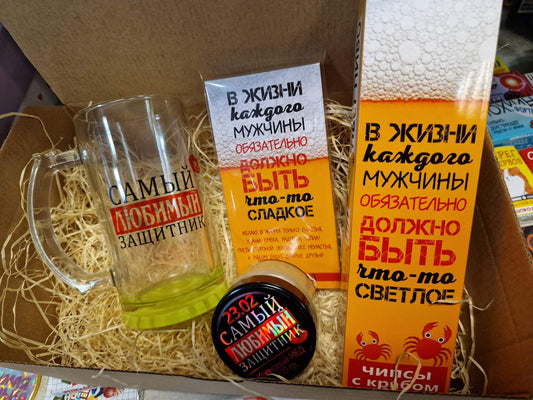 САМЫЙ
ЛЮБИМЫЙ
ЗАЩИТНИК
В ЖИЗНИ
каждого
МУЖЧИНЫ
ОБЯЗАТЕЛЬНО
ДОЛЖНО
БЫТЬ
что-то
СЛАДКОЕ
23.02
САМЫЙ
ЛЮБИМЫЙ
ЗАЩИТНИК
МЕД
В ЖИЗНИ
каждого
МУЖЧИНЫ
ОБЯЗАТЕЛЬНО
ДОЛЖНО
БЫТЬ
что-то
СВЕТЛОЕ
ЧИПСЫ
с крабом